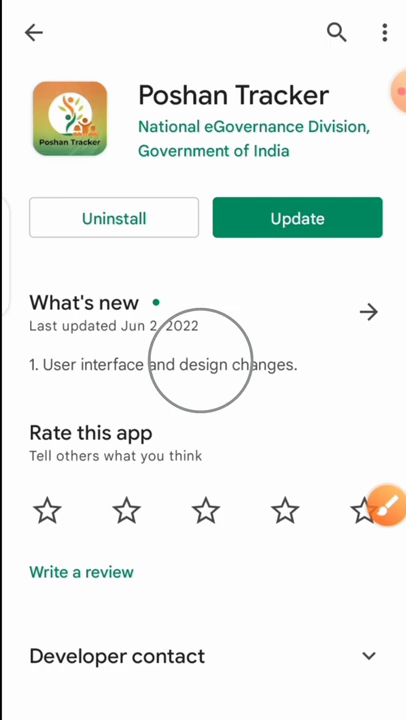 Poshan Tracker
Poshan Tracker
National eGovernance Division,
Government of India
Uninstall
Update
What's new
Last updated Jun 2, 2022
1. User interface and design changes.
Rate this app
Tell others what you think
Write a review
Developer contact